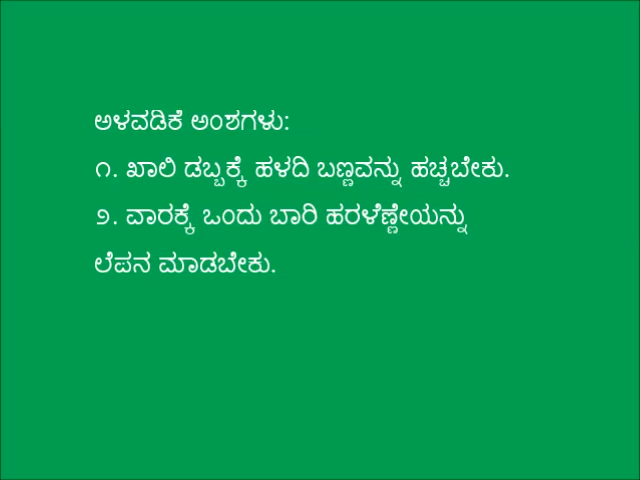 ಅಳವಡಿಕೆ ಅಂಶಗಳು:
೧. ಖಾಲಿ ಡಬ್ಬಕ್ಕೆ ಹಳದಿ ಬಣ್ಣವನ್ನು ಹಚ್ಚಬೇಕು.
೨. ವಾರಕ್ಕೆ ಒಂದು ಬಾರಿ ಹರಳೆಣ್ಣೇಯನ್ನು
ಲೆಪನ ಮಾಡಬೇಕು.